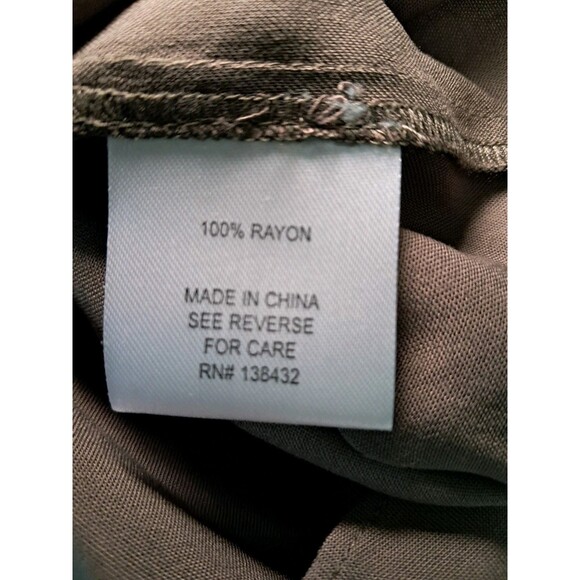 100% RAYON
MADE IN CHINA
SEE REVERSE
FOR CARE
RN# 138432